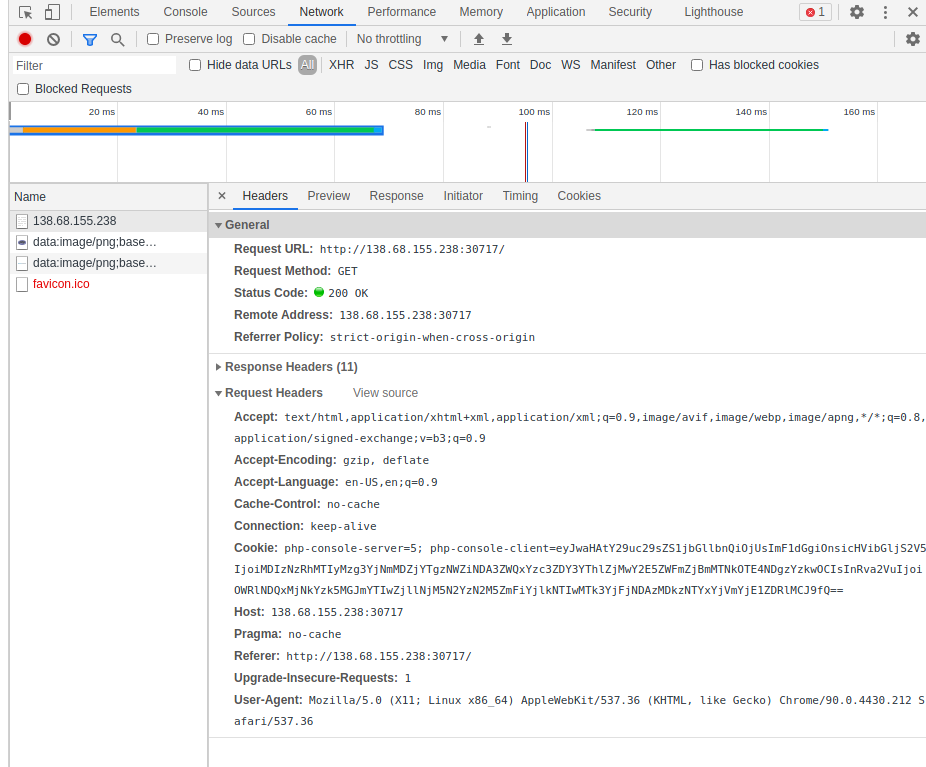 Elements Console Sources Network Performance Memory Application Security Lighthouse 1
Preserve log Disable cache No throttling
Filter Hide data URLs All XHR JS CSS Img Media Font Doc WS Manifest Other Has blocked cookies
Blocked Requests
20 ms 40 ms 60 ms 80 ms 100 ms 120 ms 140 ms 160 ms
Name
138.68.155.238
data:image/png;base…
data:image/png;base…
favicon.ico
× Headers Preview Response Initiator Timing Cookies
General
Request URL: http://138.68.155.238:30717/
Request Method: GET
Status Code: 200 OK
Remote Address: 138.68.155.238:30717
Referrer Policy: strict-origin-when-cross-origin
Response Headers (11)
Request Headers View source
Accept: text/html,application/xhtml+xml,application/xml;q=0.9,image/avif,image/webp,image/apng,*/*;q=0.8,
application/signed-exchange;v=b3;q=0.9
Accept-Encoding: gzip, deflate
Accept-Language: en-US,en;q=0.9
Cache-Control: no-cache
Connection: keep-alive
Cookie: php-console-server=5; php-console-client=eyJwaHAtY29uc29sZS1jbGllbnQiOjUsImF1dGgiOnsicHVibGljS2V5
IjoiMDIzNzRhMTIyMzg3YjNmMDZjYTgzNWZiNDA3ZWQxYzc3ZDY3YThlZjMwY2E5ZWFmZjBmMTNkOTE4NDgzYzkwOCIsInRva2VuIjoi
OWRlNDQxMjNkYzk5MGJmYTIwZjllNjM5N2YzN2M5ZmFiYjlkNTIwMTk3YjFjNDAzMDkzNTYxYjVmYjE1ZDRlMCJ9fQ==
Host: 138.68.155.238:30717
Pragma: no-cache
Referer: http://138.68.155.238:30717/
Upgrade-Insecure-Requests: 1
User-Agent: Mozilla/5.0 (X11; Linux x86_64) AppleWebKit/537.36 (KHTML, like Gecko) Chrome/90.0.4430.212 S
afari/537.36